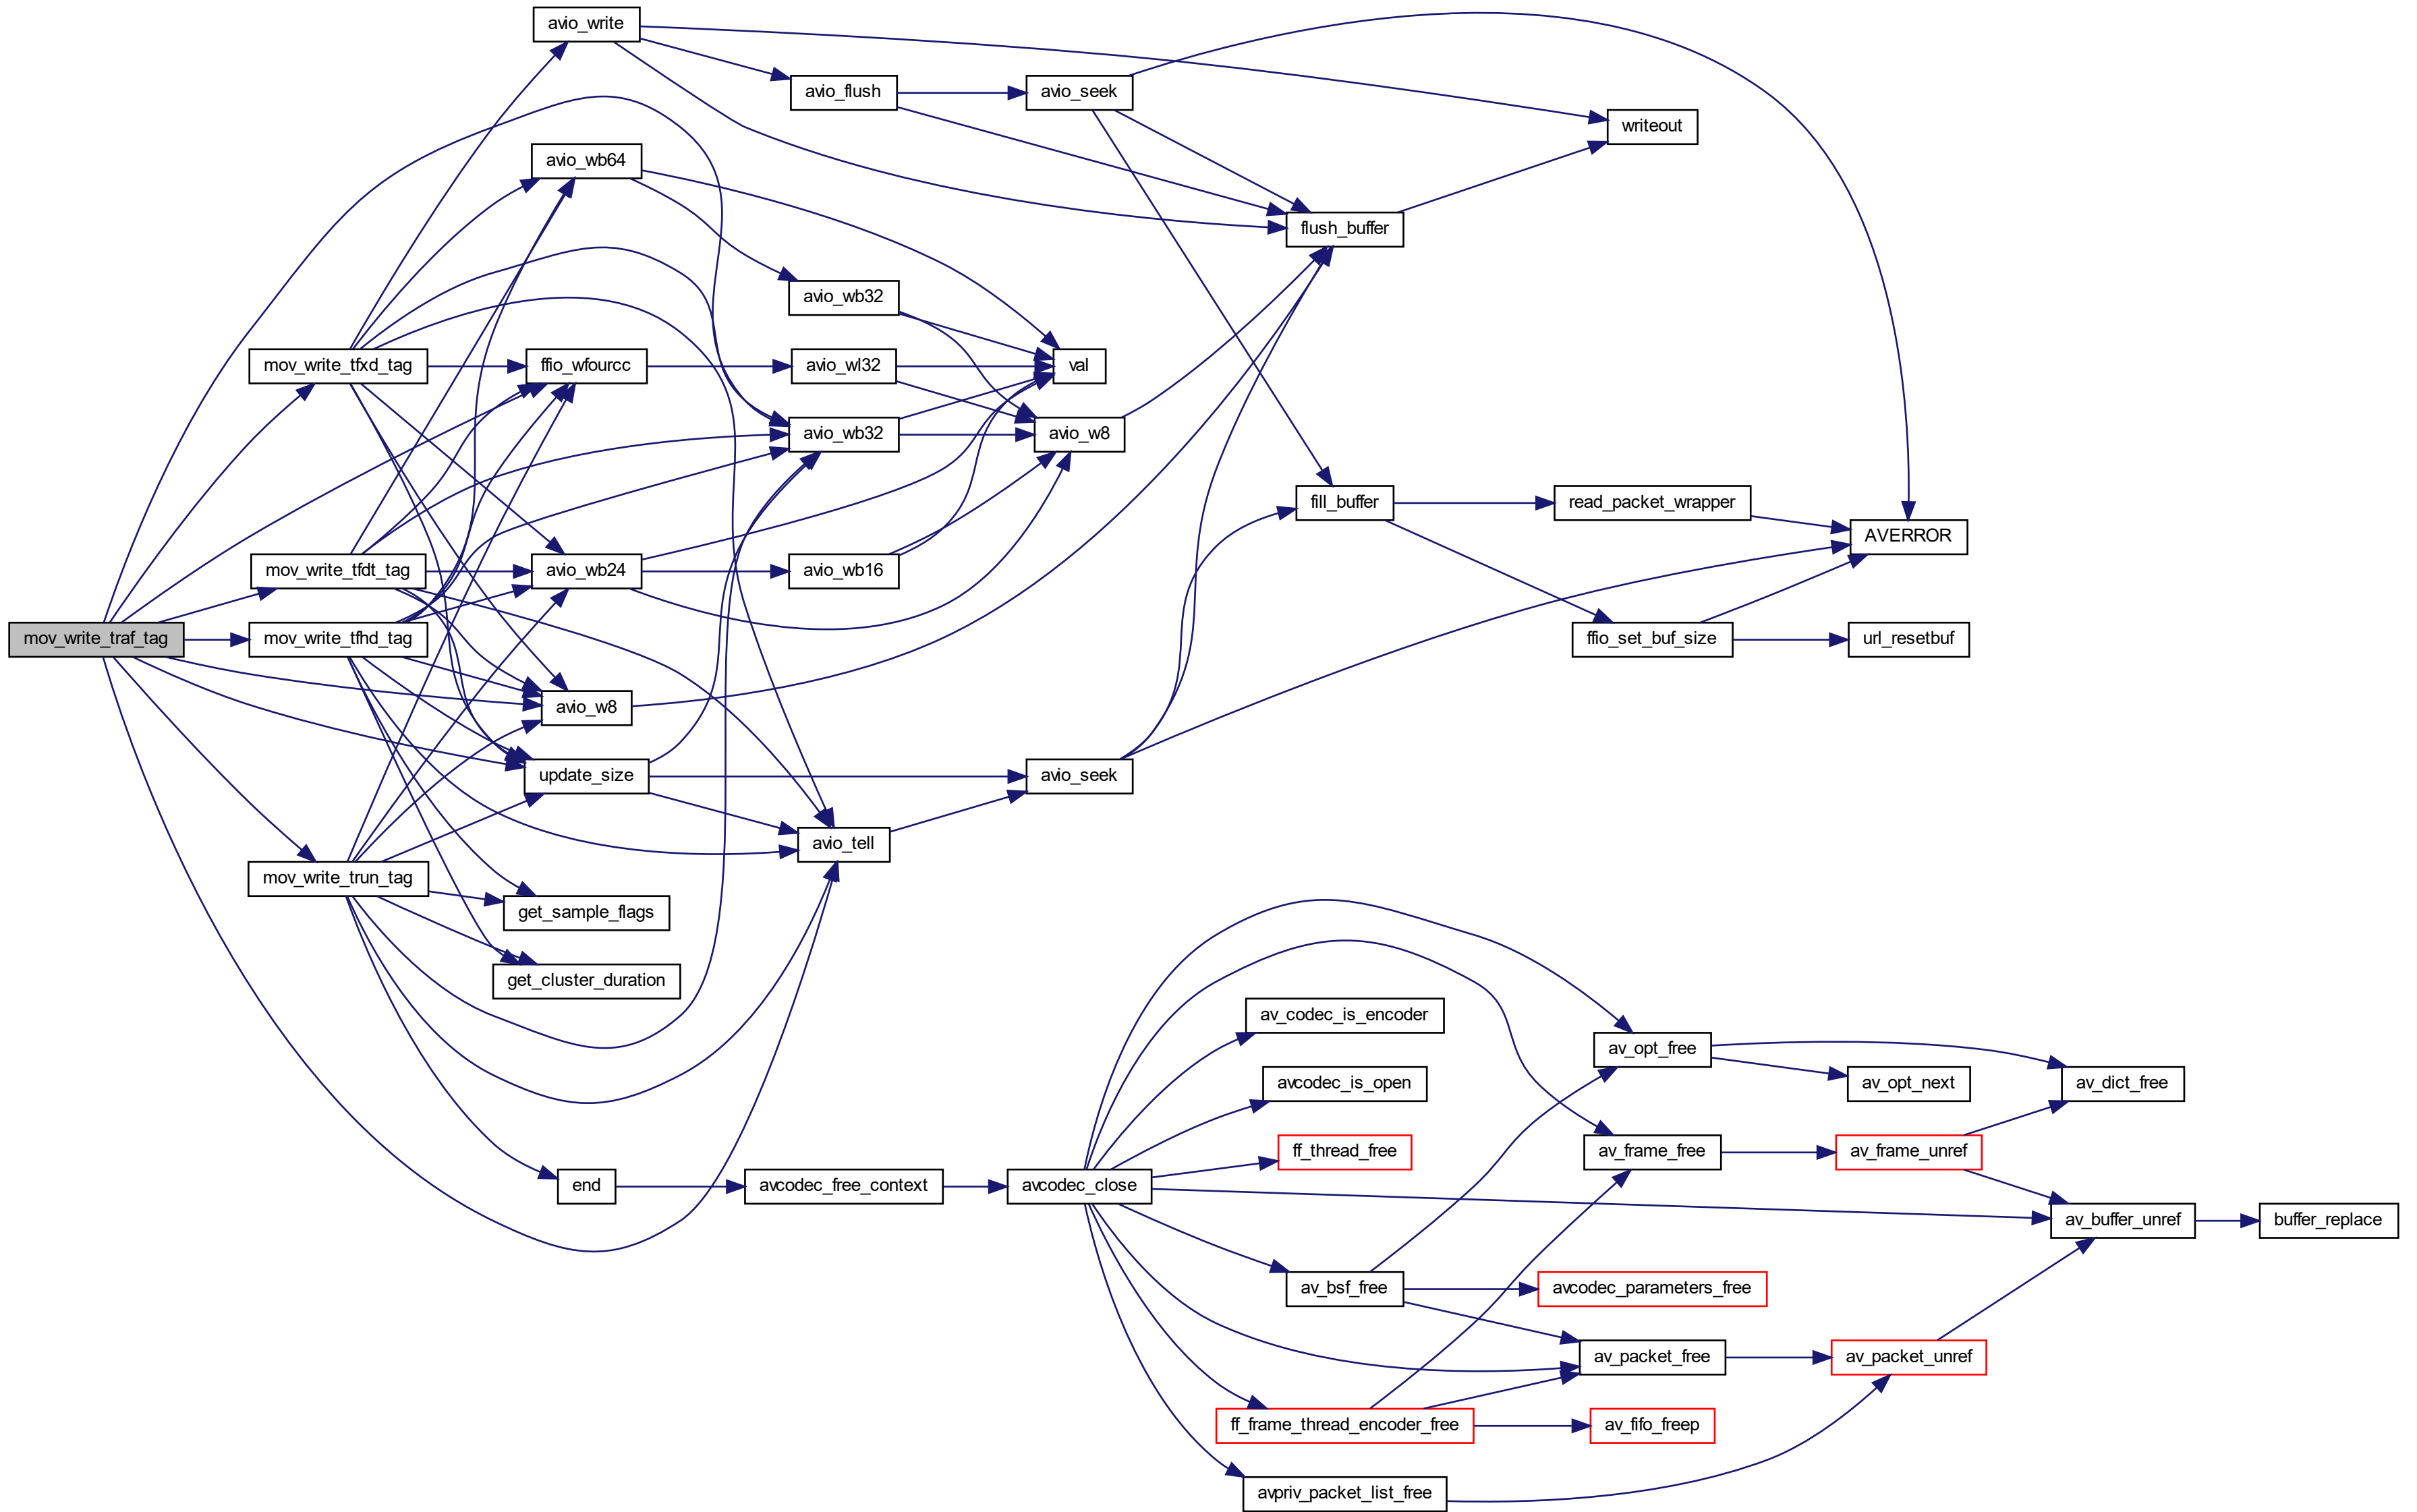 mov_write_traf_tag
mov_write_tfxd_tag
mov_write_tfdt_tag
mov_write_tfhd_tag
mov_write_trun_tag
avio_write
avio_wb64
ffio_wfourcc
avio_wb24
avio_w8
update_size
get_sample_flags
get_cluster_duration
end
avio_flush
avio_wb32
avio_wl32
avio_wb32
avio_wb16
avio_tell
avcodec_free_context
avio_seek
val
avio_w8
avio_seek
avcodec_close
flush_buffer
fill_buffer
av_codec_is_encoder
avcodec_is_open
ff_thread_free
av_bsf_free
ff_frame_thread_encoder_free
avpriv_packet_list_free
writeout
read_packet_wrapper
ffio_set_buf_size
av_opt_free
av_frame_free
avcodec_parameters_free
av_packet_free
av_fifo_freep
AVERROR
url_resetbuf
av_opt_next
av_frame_unref
av_packet_unref
av_dict_free
av_buffer_unref
buffer_replace